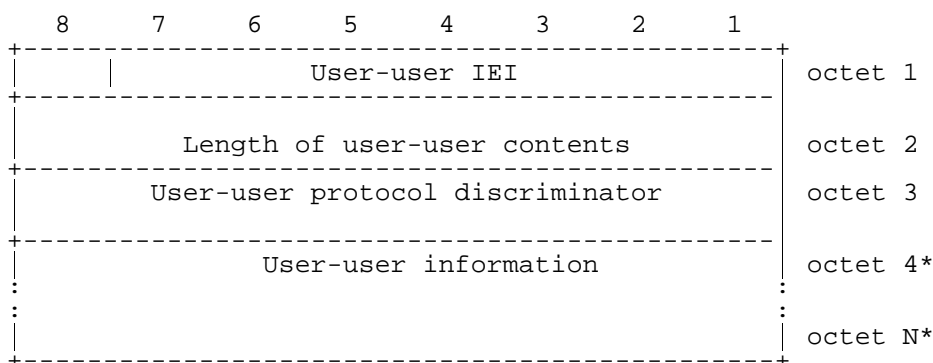 8 7 6 5 4 3 2 1
User-user IEI octet 1
Length of user-user contents octet 2
User-user protocol discriminator octet 3
User-user information octet 4*
:                                               :
:                                               :
octet N*